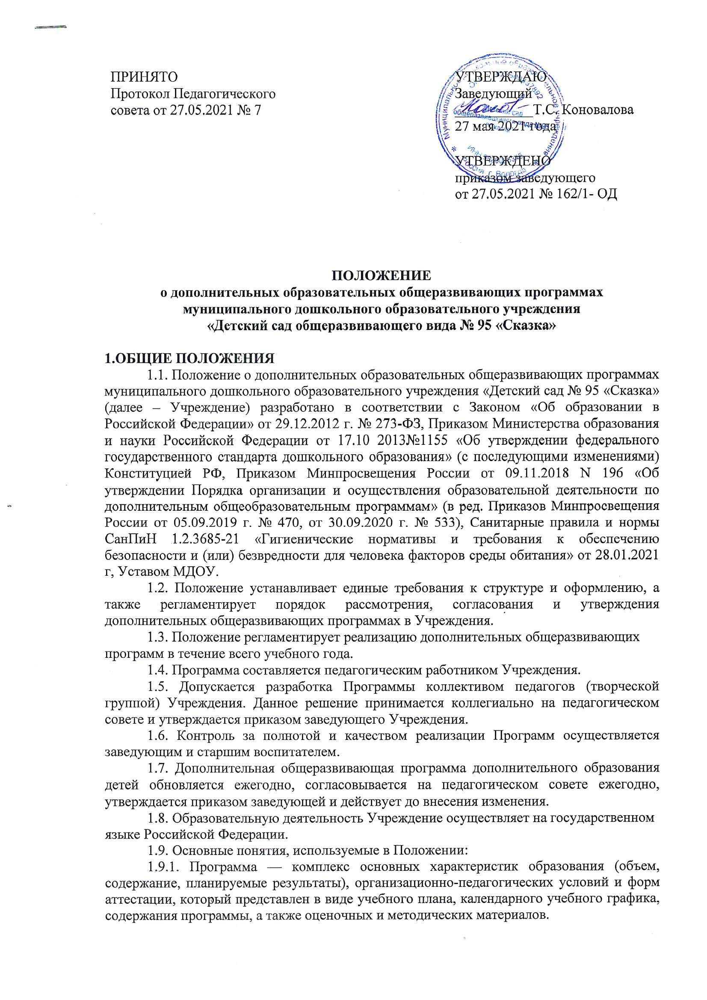 ПРИНЯТО
Протокол Педагогического
совета от 27.05.2021 № 7
УТВЕРЖДАЮ
Заведующий
Т.С. Коновалова
27 мая 2021 года
УТВЕРЖДЕНО
приказом заведующего
от 27.05.2021 № 162/1- ОД
Детский сад
общеразвивающего вида №95
Россия г. Вологда
ПОЛОЖЕНИЕ
о дополнительных образовательных общеразвивающих программах
муниципального дошкольного образовательного учреждения
«Детский сад общеразвивающего вида № 95 «Сказка»
1.ОБЩИЕ ПОЛОЖЕНИЯ
1.1. Положение о дополнительных образовательных общеразвивающих программах
муниципального дошкольного образовательного учреждения «Детский сад № 95 «Сказка»
(далее – Учреждение) разработано в соответствии с Законом «Об образовании в
Российской Федерации» от 29.12.2012 г. № 273-ФЗ, Приказом Министерства образования
и науки Российской Федерации от 17.10 2013№1155 «Об утверждении федерального
государственного стандарта дошкольного образования» (с последующими изменениями)
Конституцией РФ, Приказом Минпросвещения России от 09.11.2018 N 196 «Об
утверждении Порядка организации и осуществления образовательной деятельности по
дополнительным общеобразовательным программам» (в ред. Приказов Минпросвещения
России от 05.09.2019 г. № 470, от 30.09.2020 г. № 533), Санитарные правила и нормы
СанПиН 1.2.3685-21 «Гигиенические нормативы и требования к обеспечению
безопасности и (или) безвредности для человека факторов среды обитания» от 28.01.2021
г, Уставом МДОУ.
1.2. Положение устанавливает единые требования к структуре и оформлению, а
также регламентирует порядок рассмотрения, согласования и утверждения
дополнительных общеразвивающих программах в Учреждения.
1.3. Положение регламентирует реализацию дополнительных общеразвивающих
программ в течение всего учебного года.
1.4. Программа составляется педагогическим работником Учреждения.
1.5. Допускается разработка Программы коллективом педагогов (творческой
группой) Учреждения. Данное решение принимается коллегиально на педагогическом
совете и утверждается приказом заведующего Учреждения.
1.6. Контроль за полнотой и качеством реализации Программ осуществляется
заведующим и старшим воспитателем.
1.7. Дополнительная общеразвивающая программа дополнительного образования
детей обновляется ежегодно, согласовывается на педагогическом совете ежегодно,
утверждается приказом заведующей и действует до внесения изменения.
1.8. Образовательную деятельность Учреждение осуществляет на государственном
языке Российской Федерации.
1.9. Основные понятия, используемые в Положении:
1.9.1. Программа — комплекс основных характеристик образования (объем,
содержание, планируемые результаты), организационно-педагогических условий и форм
аттестации, который представлен в виде учебного плана, календарного учебного графика,
содержания программы, а также оценочных и методических материалов.